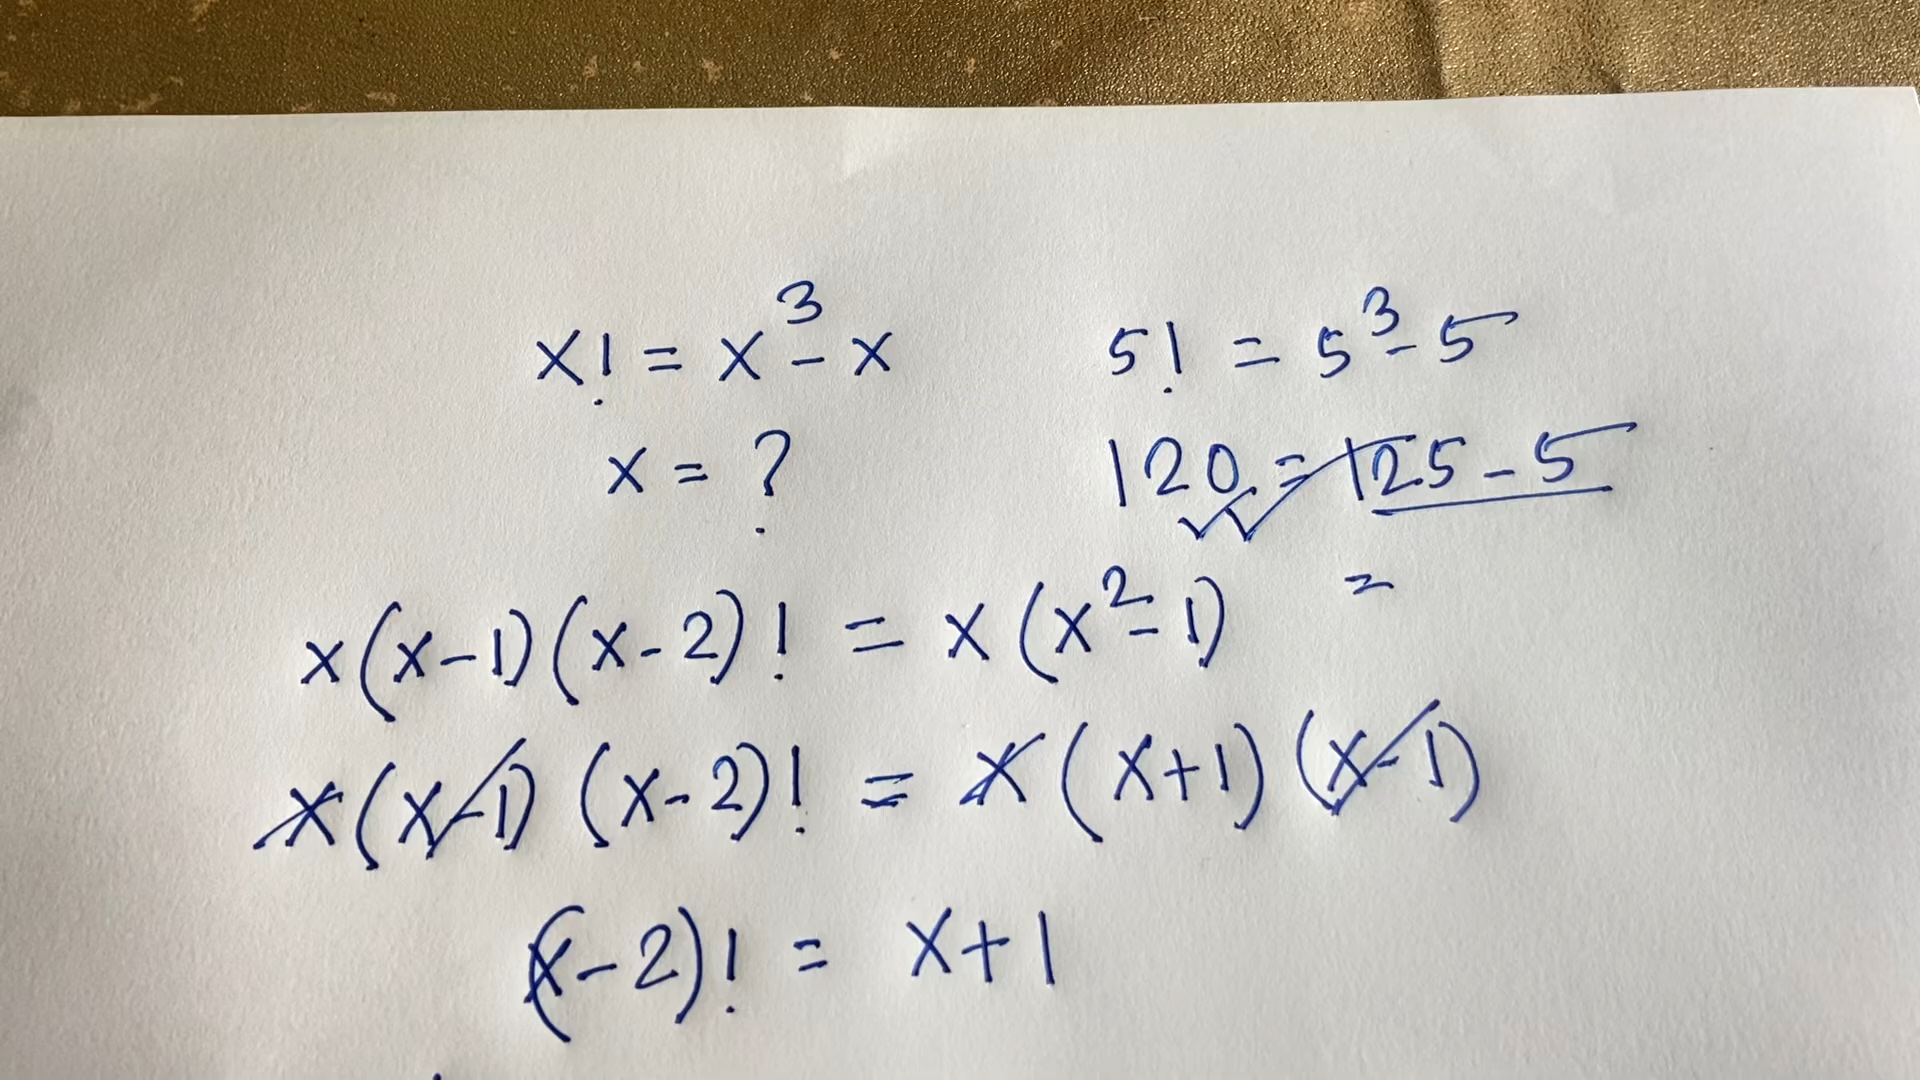 x! = x³ - x
x = ?
5! = 5³ - 5
120 = 125 - 5
=
x(x-1)(x-2)! = x(x²-1)
x(x-1)(x-2)! = x(x+1)(x-1)
(x-2)! = x+1